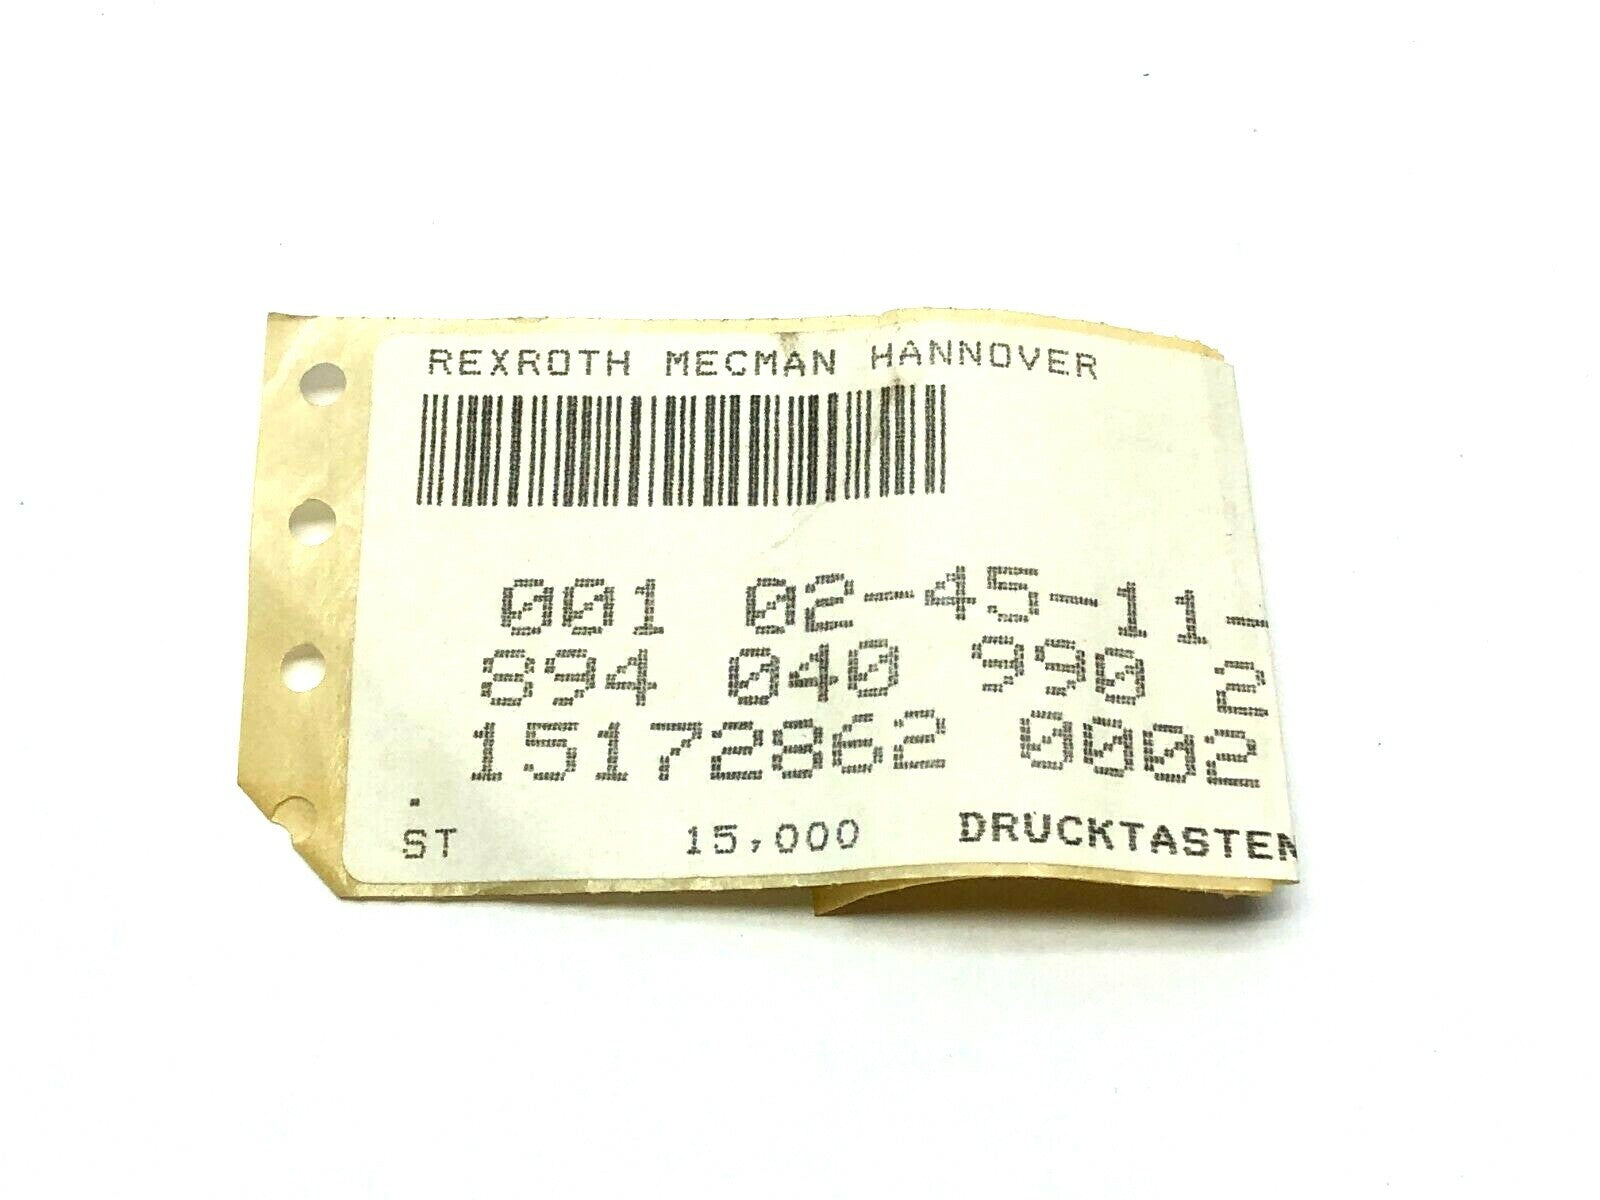 REXROTH MECMAN HANNOVER
001 02-45-11-
894 040 990 2
15172862 0002
.
ST 15,000 DRUCKTASTEN